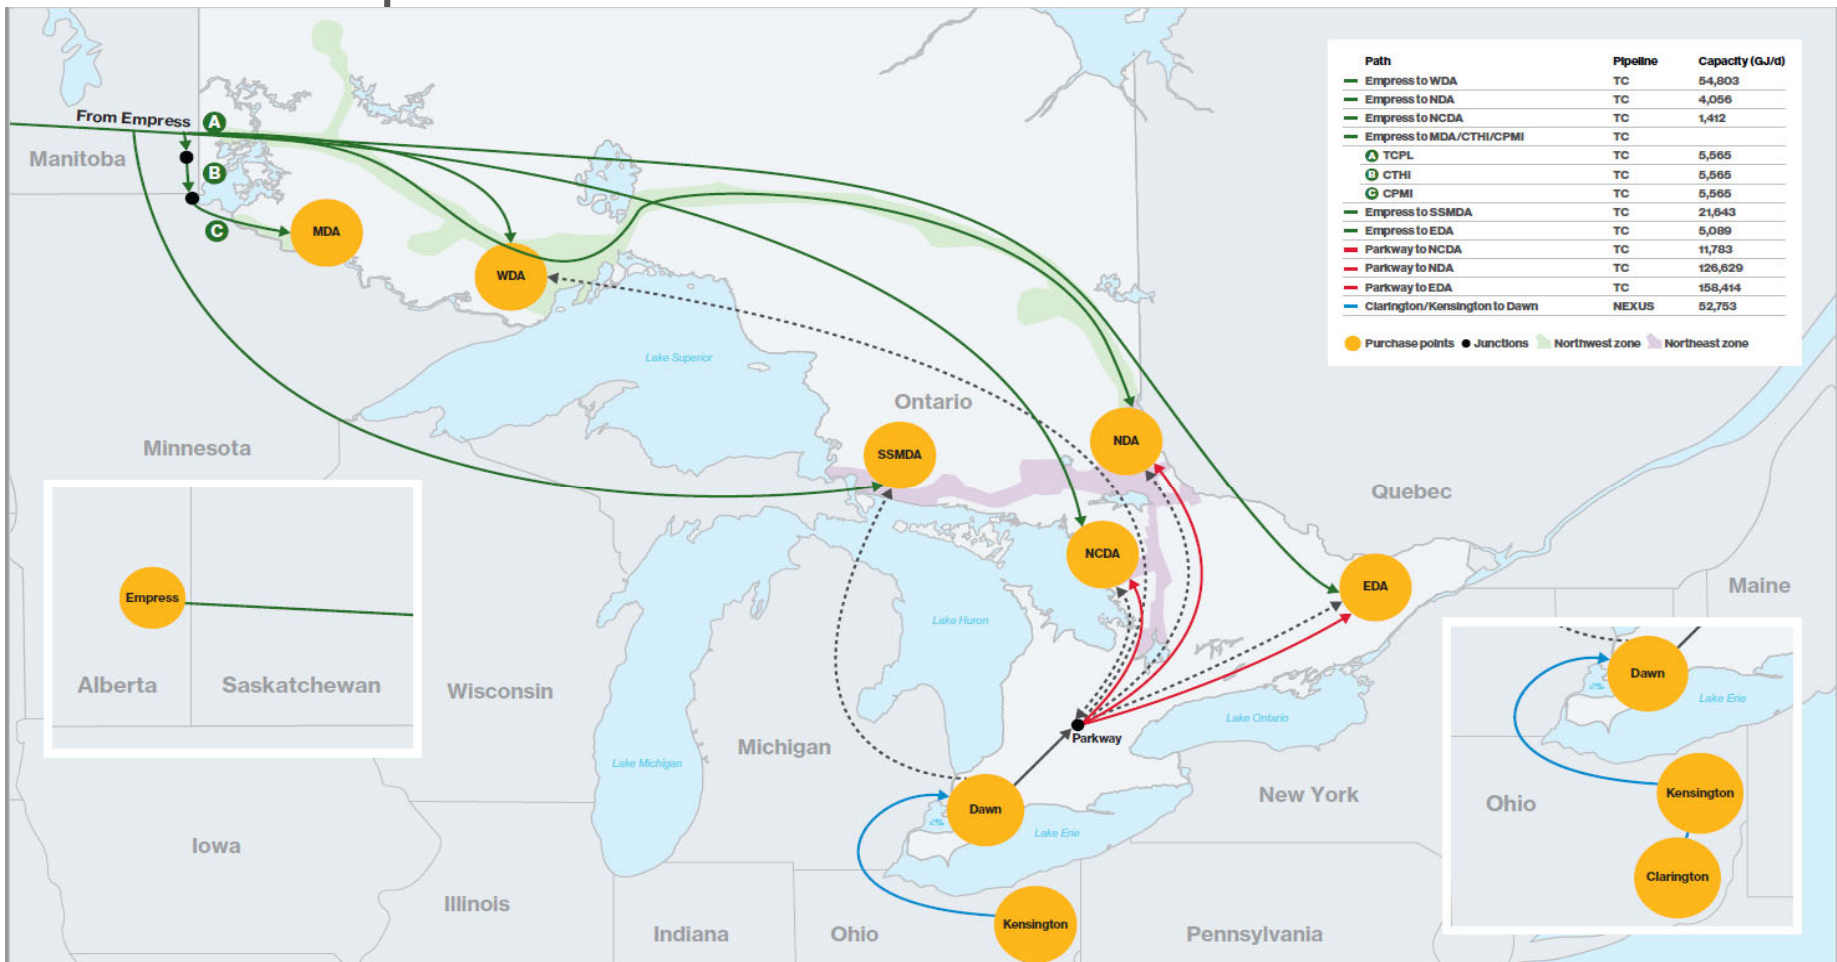 Path Pipeline Capacity (GJ/d)
Empress to WDA TC 54,803
Empress to NDA TC 4,056
Empress to NCDA TC 1,412
Empress to MDA/CTHI/CPMI TC
A TCPL TC 5,565
B CTHI TC 5,565
C CPMI TC 5,565
Empress to SSMDA TC 21,643
Empress to EDA TC 5,089
Parkway to NCDA TC 11,783
Parkway to NDA TC 126,629
Parkway to EDA TC 158,414
Clarington/Kensington to Dawn NEXUS 52,753
Purchase points Junctions Northwest zone Northeast zone
From Empress
A
Manitoba
B
C
MDA
WDA
Lake Superior
Ontario
Minnesota
SSMDA
NDA
Quebec
NCDA
EDA
Maine
Empress
Alberta
Saskatchewan
Wisconsin
Lake Huron
Michigan
Lake Michigan
Parkway
Lake Ontario
New York
Dawn
Lake Erie
Iowa
Illinois
Indiana
Ohio
Kensington
Pennsylvania
Dawn
Lake Erie
Kensington
Ohio
Clarington